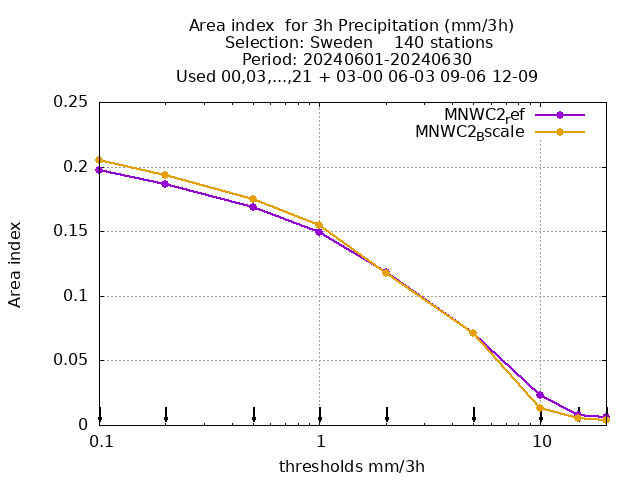 Area index  for 3h Precipitation (mm/3h)
Selection: Sweden    140 stations
Period: 20240601-20240630
Used 00,03,...,21 + 03-00 06-03 09-06 12-09
MNWC2ref
MNWC2Bscale
0.25
0.2
0.15
0.1
0.05
0
Area index
0.1 1 10
thresholds mm/3h